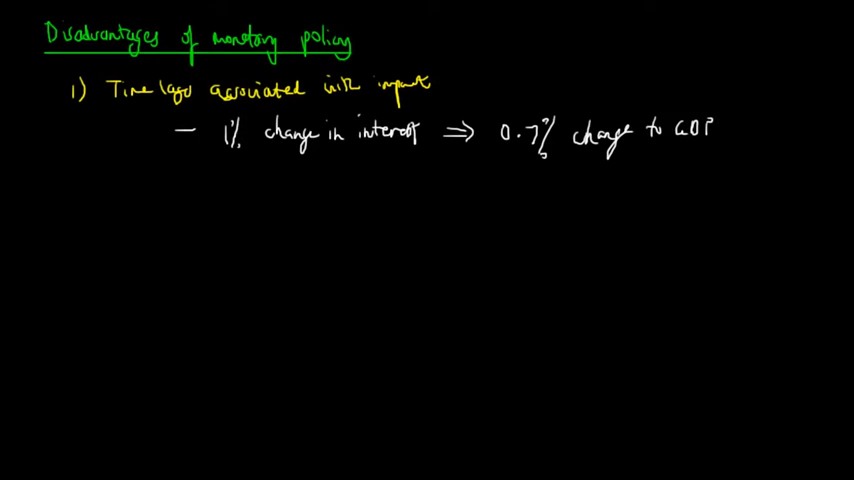 Disadvantages of monetary policy
1) Time lags associated with impact
— 1% change in interest ⇒ 0.7% change to GDP